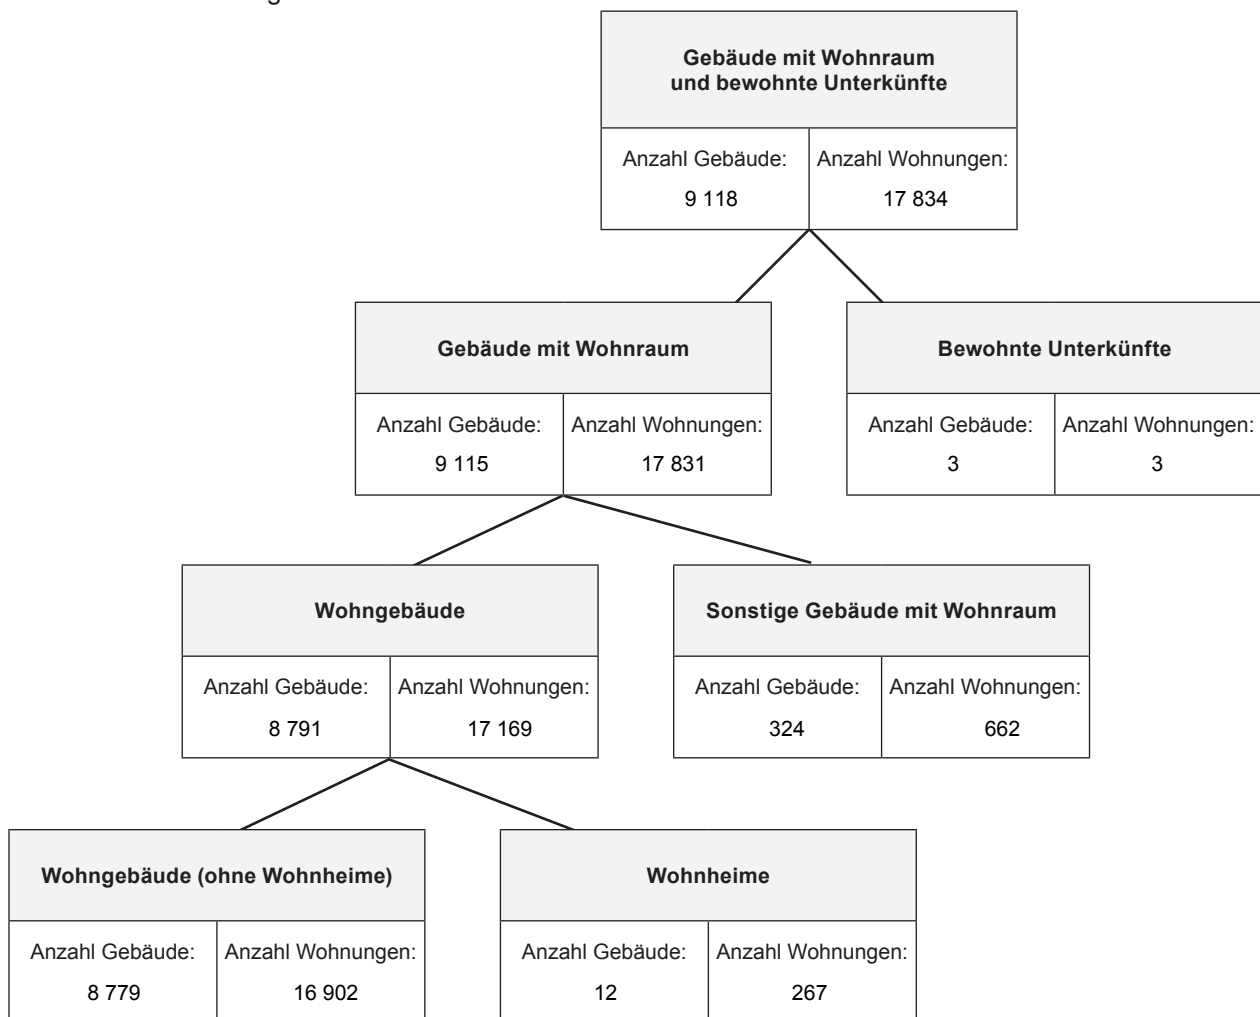 Gebäude mit Wohnraum
und bewohnte Unterkünfte
Anzahl Gebäude: Anzahl Wohnungen:
9 118 17 834
Gebäude mit Wohnraum
Anzahl Gebäude: Anzahl Wohnungen:
9 115 17 831
Bewohnte Unterkünfte
Anzahl Gebäude: Anzahl Wohnungen:
3 3
Wohngebäude
Anzahl Gebäude: Anzahl Wohnungen:
8 791 17 169
Sonstige Gebäude mit Wohnraum
Anzahl Gebäude: Anzahl Wohnungen:
324 662
Wohngebäude (ohne Wohnheime)
Anzahl Gebäude: Anzahl Wohnungen:
8 779 16 902
Wohnheime
Anzahl Gebäude: Anzahl Wohnungen:
12 267